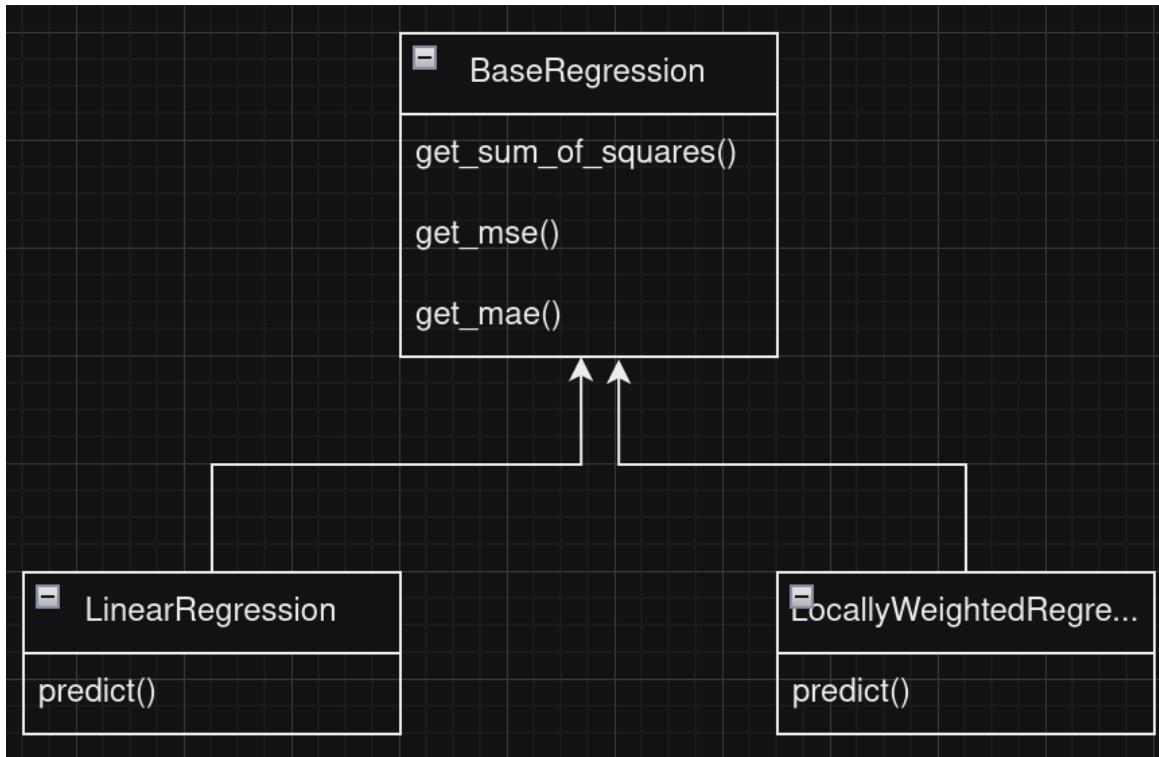 BaseRegression
get_sum_of_squares()
get_mse()
get_mae()
LinearRegression
LocallyWeightedRegre...
predict()
predict()